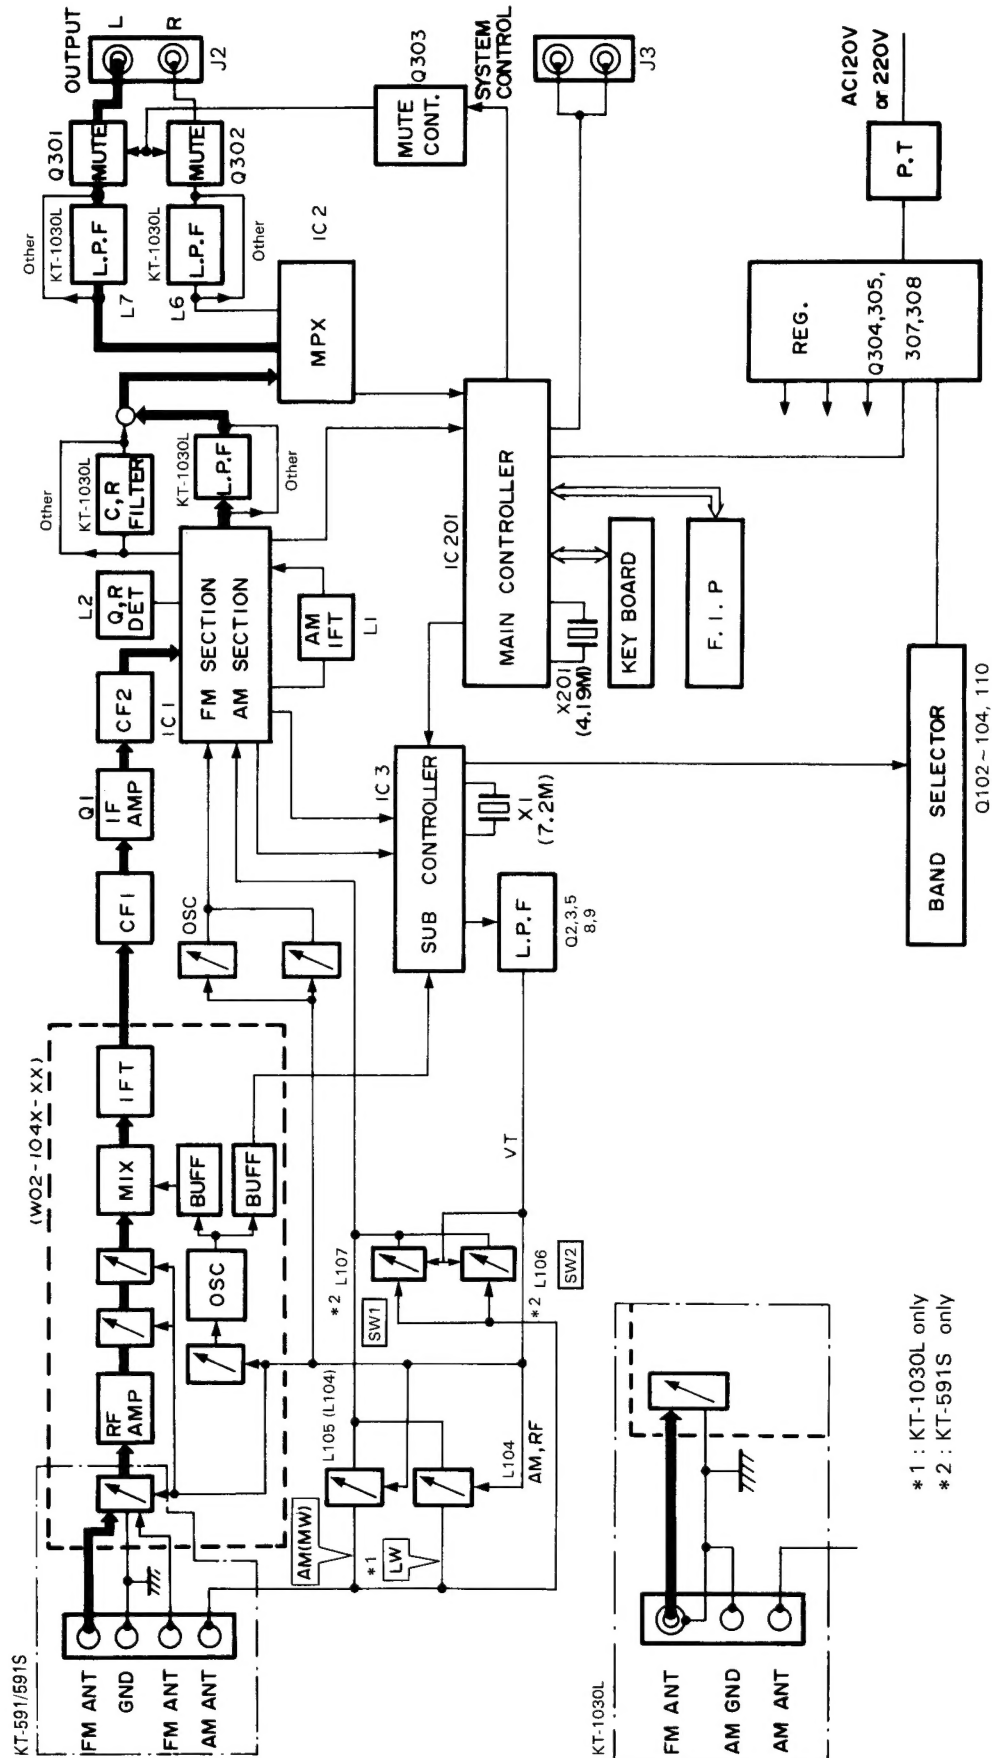 KT-591/591S
FM ANT
GND
FM ANT
AM ANT
(W02-104X-XX)
RF
AMP
MIX
IFT
OSC
BUFF
BUFF
CF1
Q1
IF
AMP
CF2
L2
Q,R
DET
IC1
FM SECTION
AM SECTION
AM
IFT
L1
OSC
Other
KT-1030L
C,R
FILTER
KT-1030L
L.P.F
Other
MPX
IC2
Other
KT-1030L
L.P.F
L7
KT-1030L
L.P.F
L6
Other
Q301
MUTE
MUTE
Q302
OUTPUT
L
R
J2
MUTE
CONT.
Q303
SYSTEM
CONTROL
J3
AM(MW)
*1
LW
L105 (L104)
L104
AM,RF
*2 L107
SW1
*2 L106
SW2
VT
IC3
SUB CONTROLLER
X1
(7.2M)
L.P.F
Q2,3,5
8,9
IC201
MAIN CONTROLLER
X201
(4.19M)
KEY BOARD
F.I.P
BAND SELECTOR
Q102~104,110
REG.
Q304,305,
307,308
P.T
AC120V
or 220V
KT-1030L
FM ANT
AM GND
AM ANT
*1 : KT-1030L only
*2 : KT-591S only